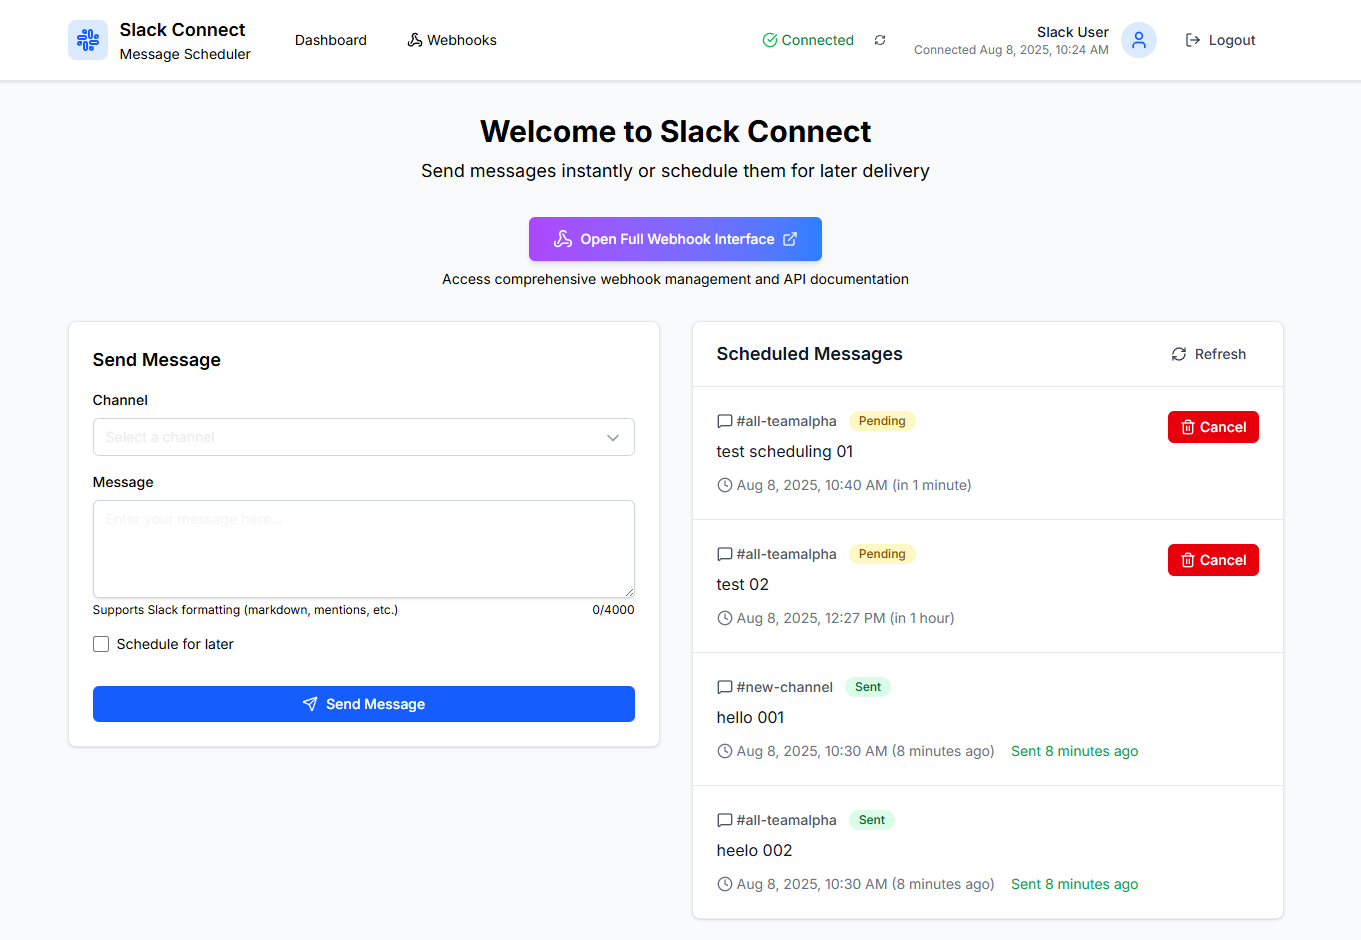 Slack Connect
Message Scheduler
Dashboard
Webhooks
Connected
Slack User
Connected Aug 8, 2025, 10:24 AM
Logout
Welcome to Slack Connect
Send messages instantly or schedule them for later delivery
Open Full Webhook Interface
Access comprehensive webhook management and API documentation
Send Message
Channel
Select a channel
Message
Enter your message here...
Supports Slack formatting (markdown, mentions, etc.)
0/4000
Schedule for later
Send Message
Scheduled Messages
Refresh
#all-teamalpha
Pending
Cancel
test scheduling 01
Aug 8, 2025, 10:40 AM (in 1 minute)
#all-teamalpha
Pending
Cancel
test 02
Aug 8, 2025, 12:27 PM (in 1 hour)
#new-channel
Sent
hello 001
Aug 8, 2025, 10:30 AM (8 minutes ago)
Sent 8 minutes ago
#all-teamalpha
Sent
heelo 002
Aug 8, 2025, 10:30 AM (8 minutes ago)
Sent 8 minutes ago